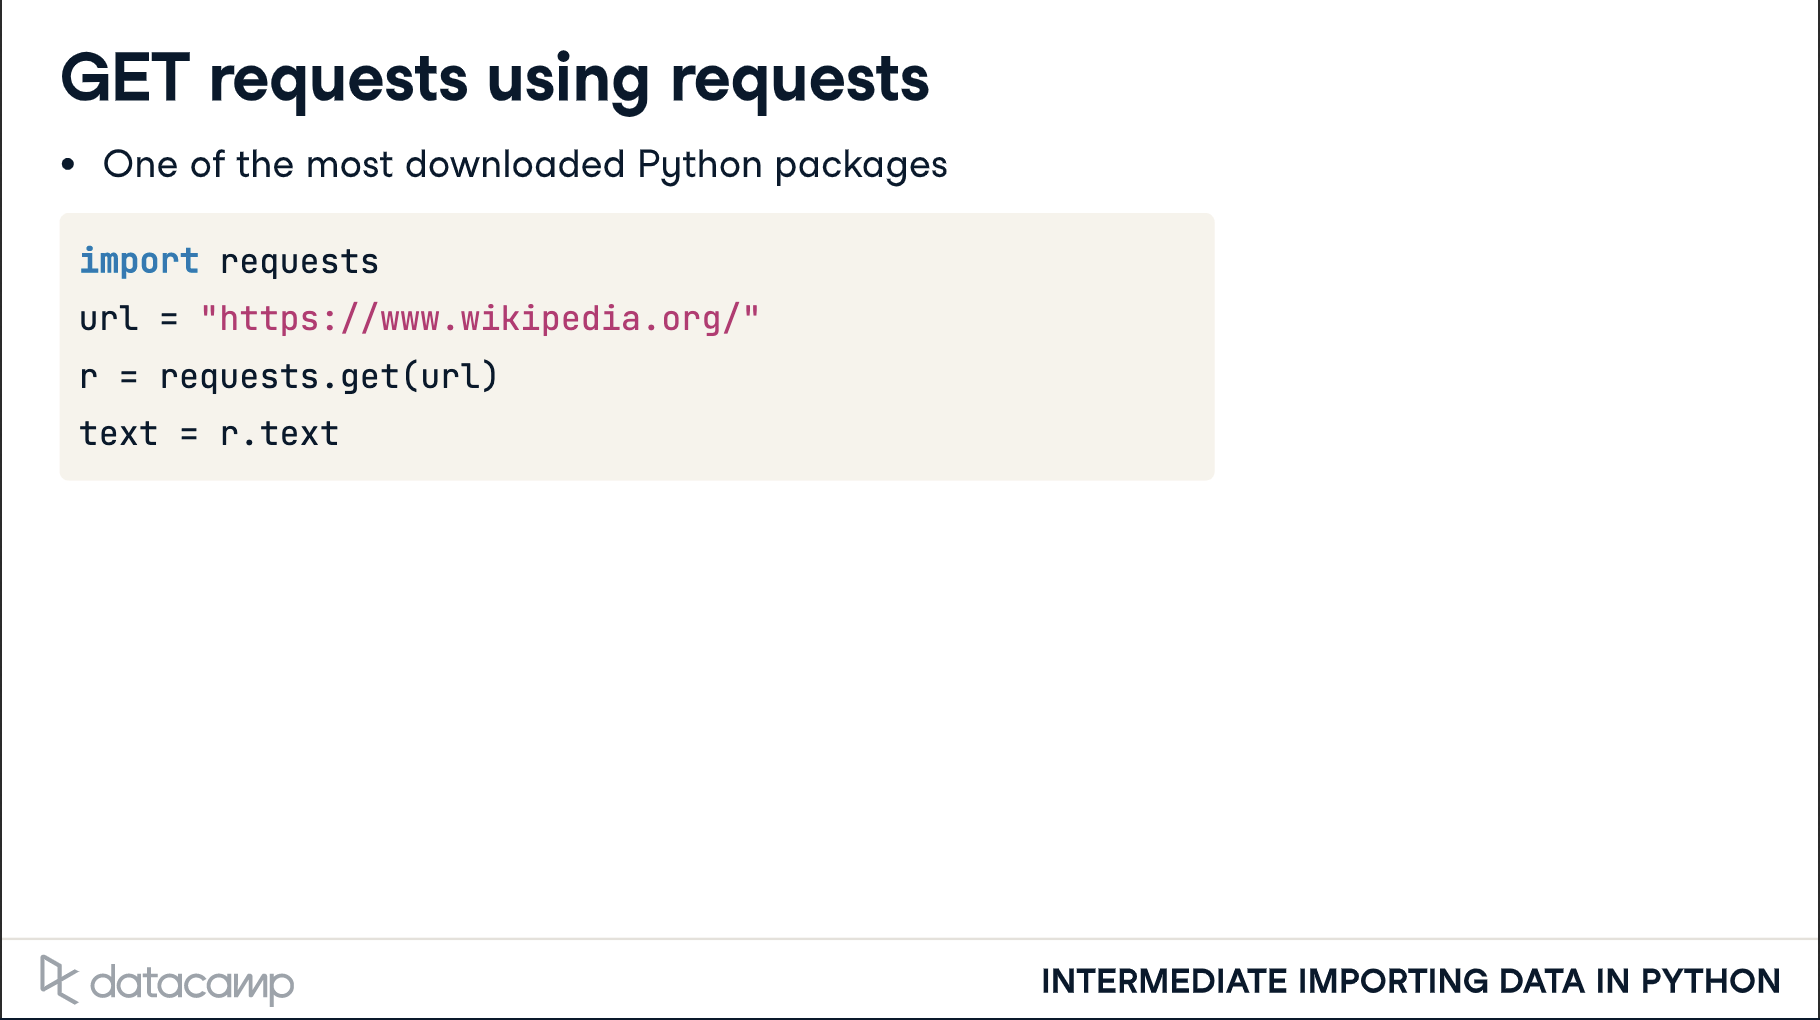 GET requests using requests
• One of the most downloaded Python packages
import requests
url = "https://www.wikipedia.org/"
r = requests.get(url)
text = r.text
datacamp
INTERMEDIATE IMPORTING DATA IN PYTHON